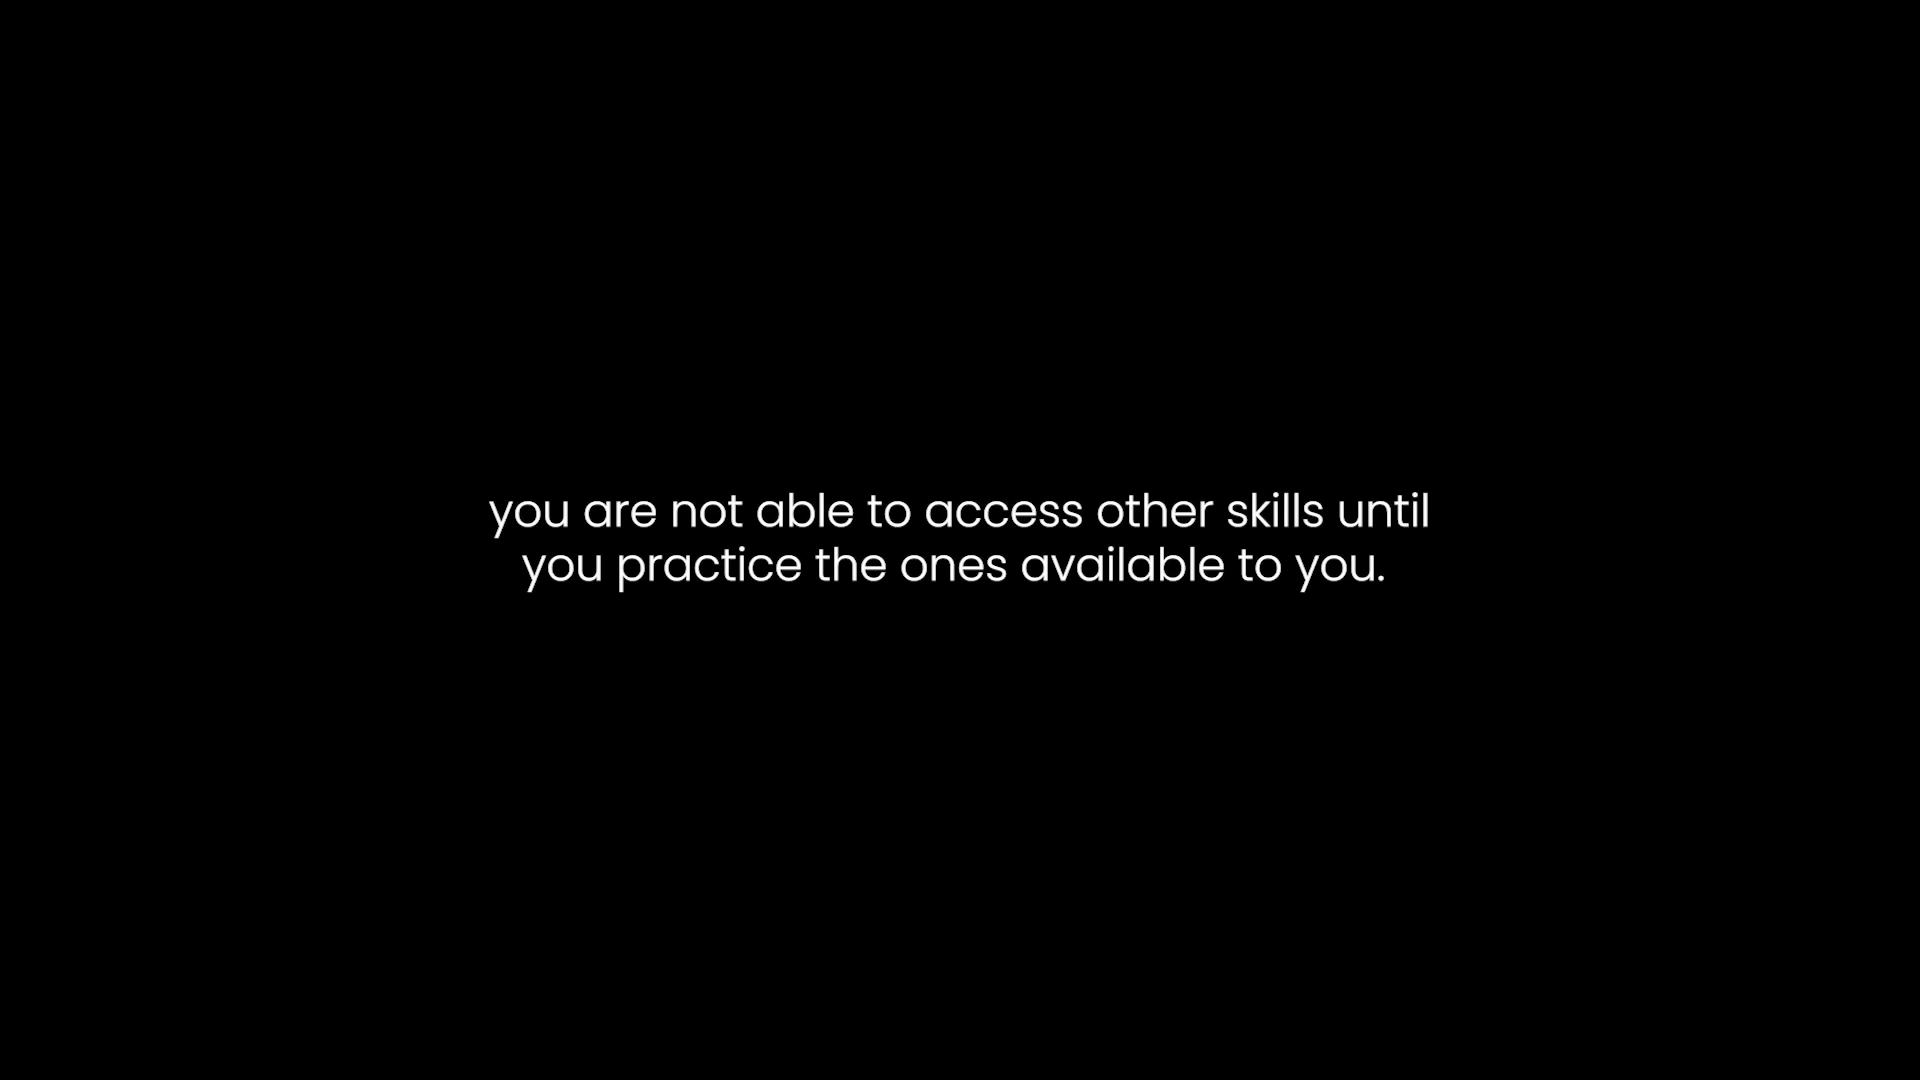 you are not able to access other skills until
you practice the ones available to you.